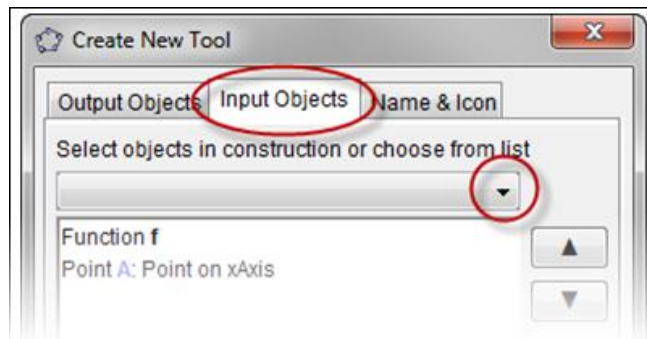 Create New Tool
Output Objects Input Objects Name & Icon
Select objects in construction or choose from list
Function f
Point A: Point on xAxis